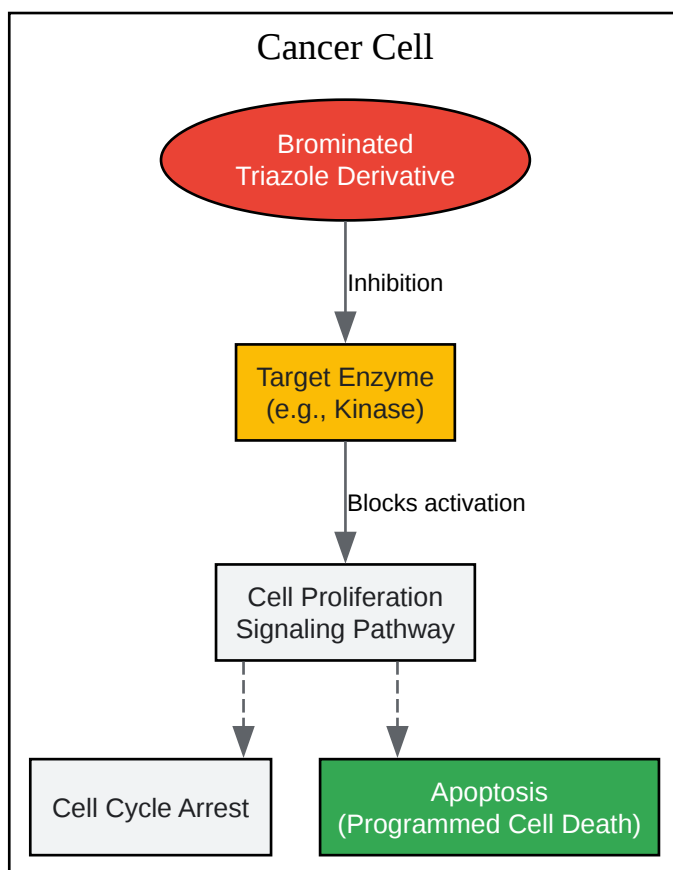 Cancer Cell
Brominated
Triazole Derivative
Inhibition
Target Enzyme
(e.g., Kinase)
Blocks activation
Cell Proliferation
Signaling Pathway
Cell Cycle Arrest
Apoptosis
(Programmed Cell Death)